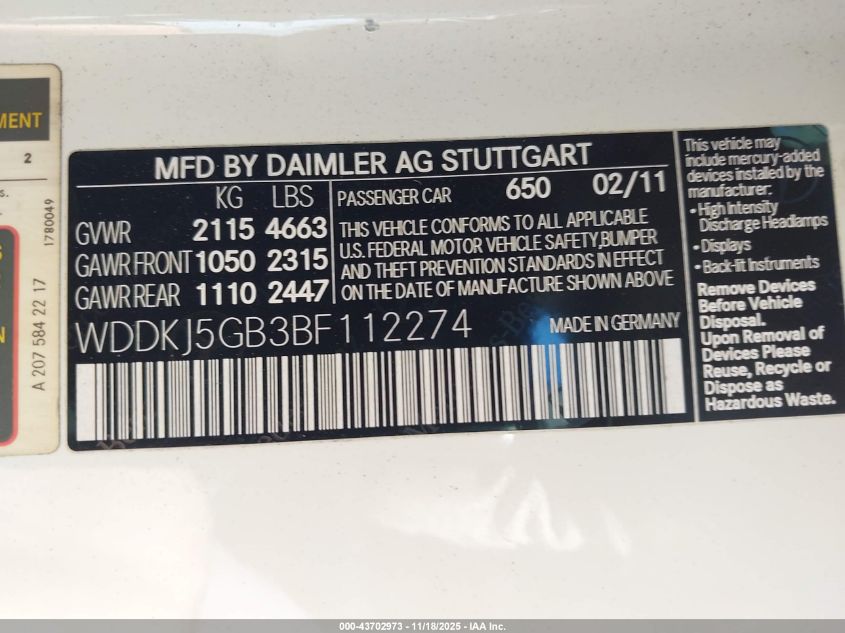 MENT
2
s.
1780049
A 207 584 22 17
S
N
MFD BY DAIMLER AG STUTTGART
KG LBS
GVWR 2115 4663
GAWR FRONT 1050 2315
GAWR REAR 1110 2447
PASSENGER CAR 650 02/11
THIS VEHICLE CONFORMS TO ALL APPLICABLE
U.S. FEDERAL MOTOR VEHICLE SAFETY,BUMPER
AND THEFT PREVENTION STANDARDS IN EFFECT
ON THE DATE OF MANUFACTURE SHOWN ABOVE
WDDKJ5GB3BF112274
MADE IN GERMANY
This vehicle may
include mercury-added
devices installed by the
manufacturer:
• High Intensity
Discharge Headlamps
• Displays
• Back-lit Instruments
Remove Devices
Before Vehicle
Disposal.
Upon Removal of
Devices Please
Reuse, Recycle or
Dispose as
Hazardous Waste.
000-43702973 - 11/18/2025 - IAA Inc.